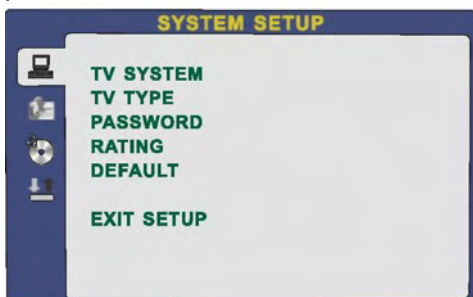 SYSTEM SETUP
TV SYSTEM
TV TYPE
PASSWORD
RATING
DEFAULT
EXIT SETUP